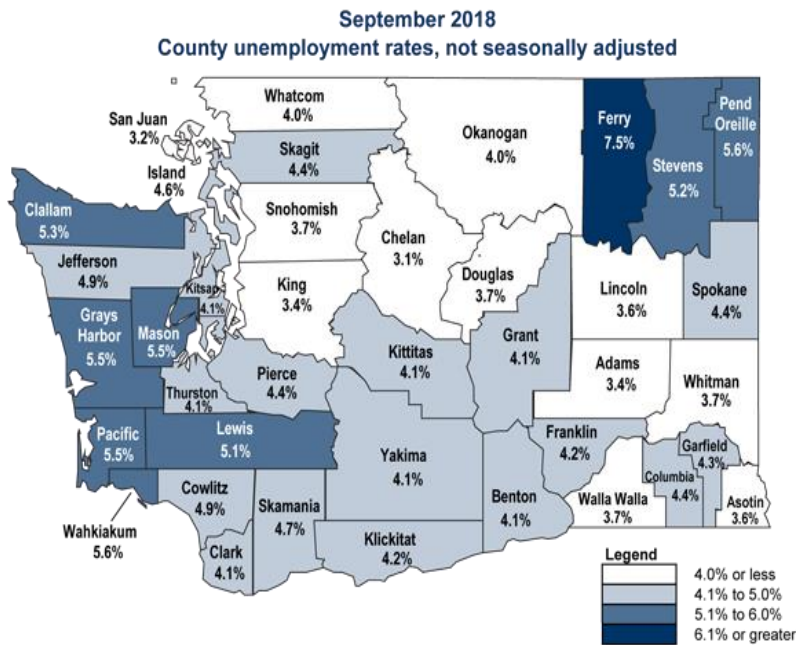 September 2018
County unemployment rates, not seasonally adjusted
Whatcom
4.0%
San Juan
3.2%
Skagit
4.4%
Island
4.6%
Okanogan
4.0%
Ferry
7.5%
Stevens
5.2%
Pend
Oreille
5.6%
Clallam
5.3%
Snohomish
3.7%
Chelan
3.1%
Jefferson
4.9%
Kitsap
4.1%
King
3.4%
Douglas
3.7%
Lincoln
3.6%
Spokane
4.4%
Grays
Harbor
5.5%
Mason
5.5%
Kittitas
4.1%
Grant
4.1%
Pierce
4.4%
Adams
3.4%
Whitman
3.7%
Thurston
4.1%
Pacific
5.5%
Lewis
5.1%
Yakima
4.1%
Franklin
4.2%
Garfield
4.3%
Columbia
4.4%
Cowlitz
4.9%
Skamania
4.7%
Benton
4.1%
Walla Walla
3.7%
Asotin
3.6%
Wahkiakum
5.6%
Clark
4.1%
Klickitat
4.2%
Legend
4.0% or less
4.1% to 5.0%
5.1% to 6.0%
6.1% or greater